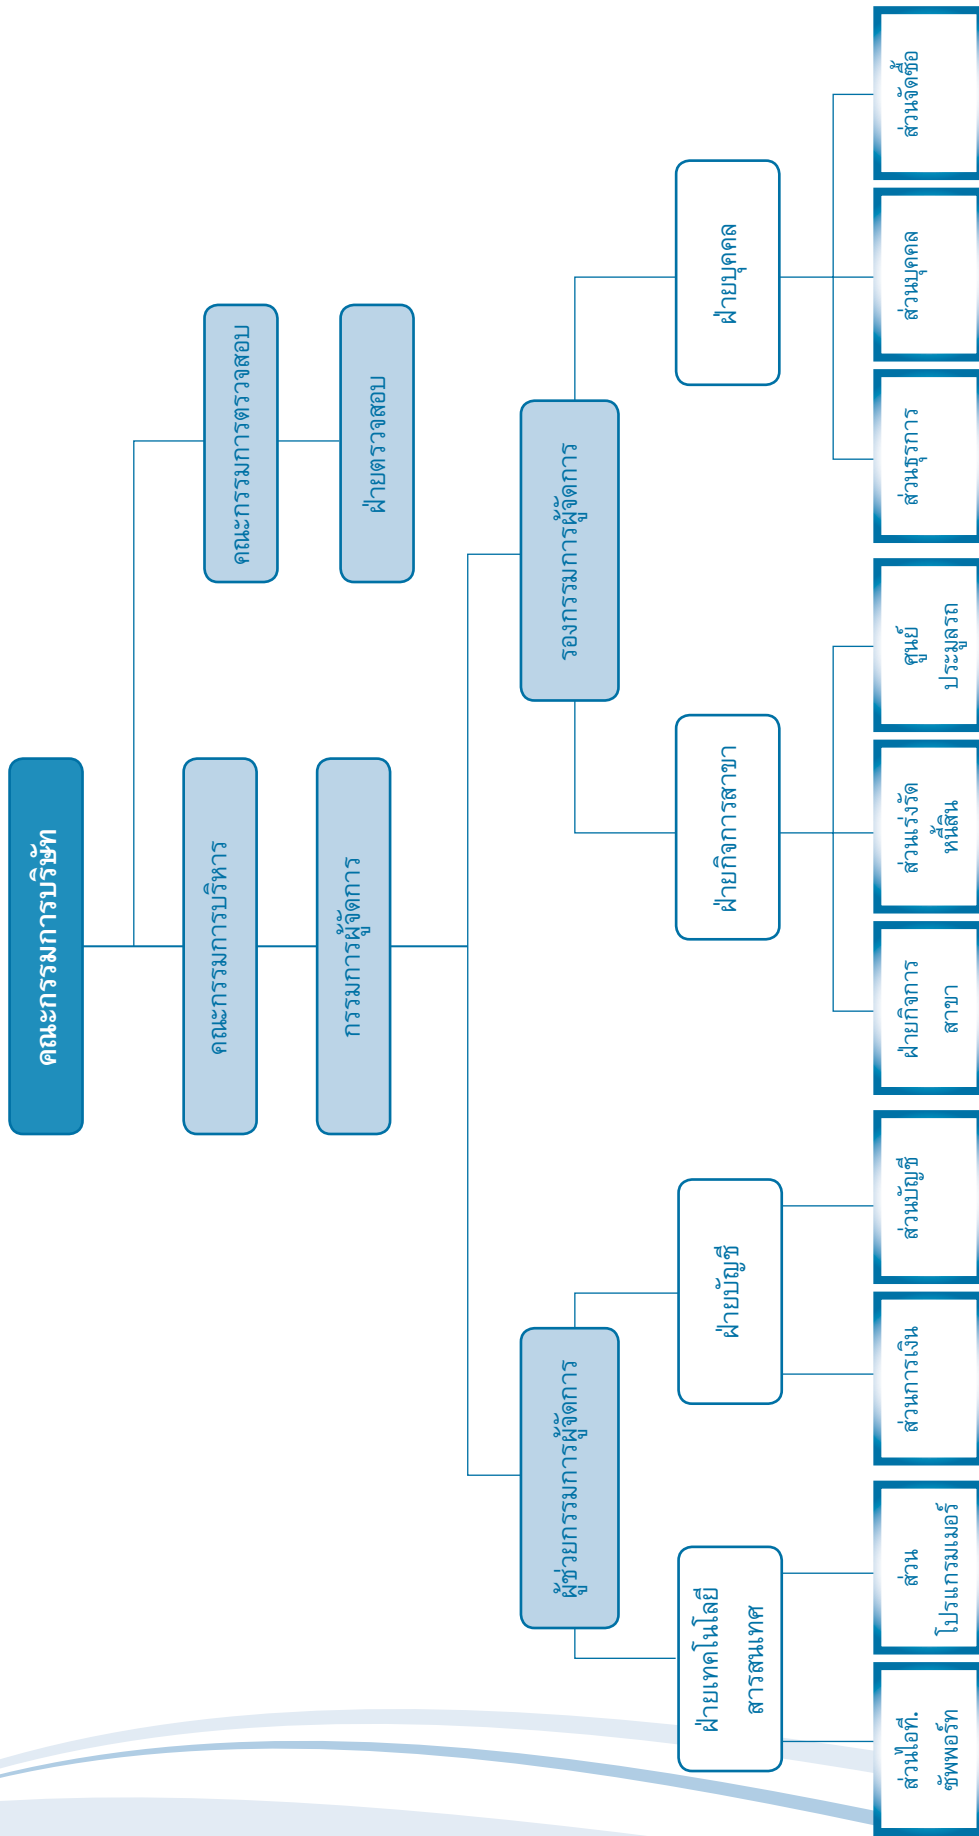 คณะกรรมการบริษัท
คณะกรรมการตรวจสอบ
คณะกรรมการบริหาร
ฝ่ายตรวจสอบ
กรรมการผู้จัดการ
ผู้ช่วยกรรมการผู้จัดการ
รองกรรมการผู้จัดการ
ฝ่ายเทคโนโลยี
สารสนเทศ
ฝ่ายบัญชี
ฝ่ายกิจการสาขา
ฝ่ายบุคคล
ส่วนไอที.
ซัพพอร์ท
ส่วน
โปรแกรมเมอร์
ส่วนการเงิน
ส่วนบัญชี
ฝ่ายกิจการ
สาขา
ส่วนเร่งรัด
หนี้สิน
ศูนย์
ประมูลรถ
ส่วนธุรการ
ส่วนบุคคล
ส่วนจัดซื้อ